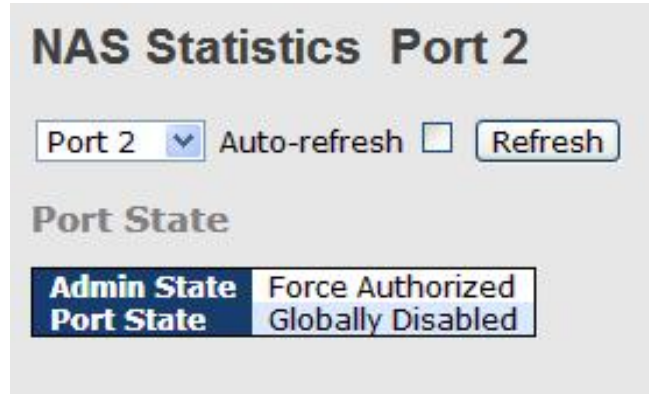 NAS Statistics  Port 2
Port 2 Auto-refresh Refresh
Port State
Admin State Force Authorized
Port State Globally Disabled